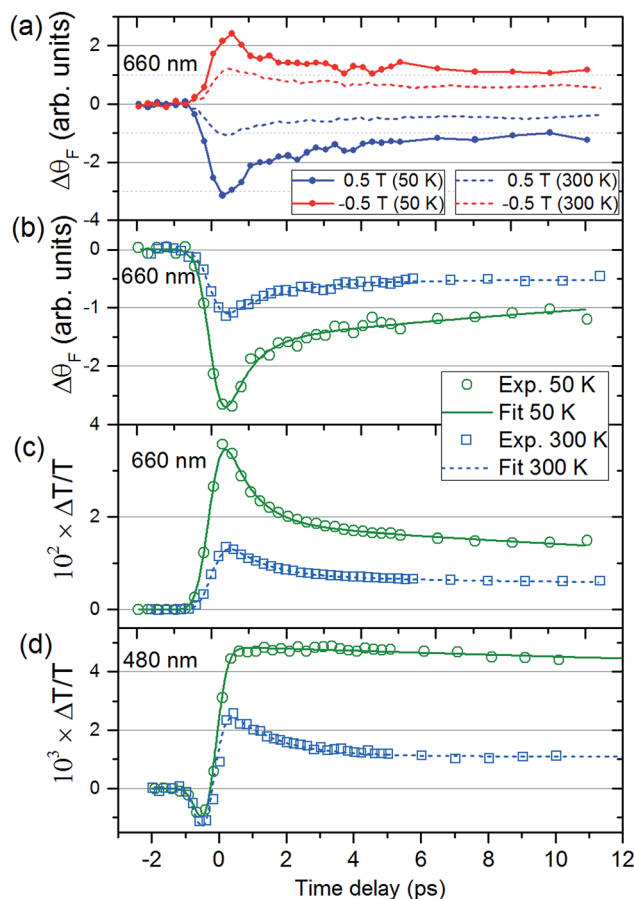 (a)
660 nm
Δθ_F (arb. units)
2
0
-2
-4
0.5 T (50 K)
-0.5 T (50 K)
0.5 T (300 K)
-0.5 T (300 K)
(b)
660 nm
Δθ_F (arb. units)
0
-1
-2
4
Exp. 50 K
Fit 50 K
Exp. 300 K
Fit 300 K
(c)
660 nm
10² × ΔT/T
2
0
(d)
480 nm
10³ × ΔT/T
4
2
0
-2 0 2 4 6 8 10 12
Time delay (ps)